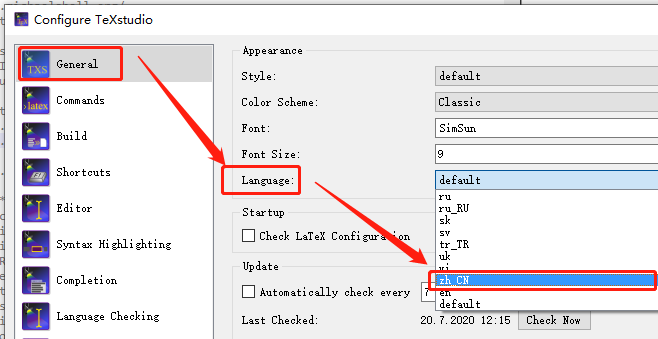 Configure TeXstudio
General
Commands
Build
Shortcuts
Editor
Syntax Highlighting
Completion
Language Checking
Appearance
Style: default
Color Scheme: Classic
Font: SimSun
Font Size: 9
Language: default
ru
ru_RU
sk
sv
tr_TR
uk
vi
zh_CN
en
default
Startup
Check LaTeX Configuration
Update
Automatically check every 7
Last Checked: 20.7.2020 12:15 Check Now